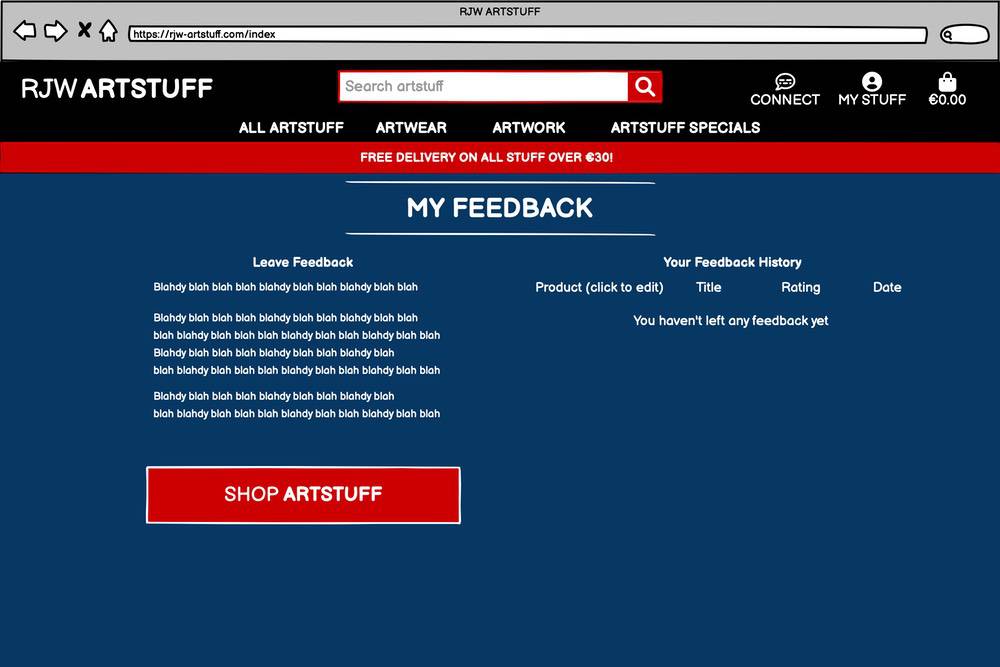 RJW ARTSTUFF
https://rjw-artstuff.com/index
RJW ARTSTUFF
Search artstuff
CONNECT
MY STUFF
€0.00
ALL ARTSTUFF
ARTWEAR
ARTWORK
ARTSTUFF SPECIALS
FREE DELIVERY ON ALL STUFF OVER €30!
MY FEEDBACK
Leave Feedback
Blahdy blah blah blah blahdy blah blah blahdy blah blah
Blahdy blah blah blah blahdy blah blah blahdy blah blah
blah blahdy blah blah blah blahdy blah blah blahdy blah blah
Blahdy blah blah blah blahdy blah blah blahdy blah
blah blahdy blah blah blah blahdy blah blah blahdy blah blah
Blahdy blah blah blah blahdy blah blah blahdy blah
blah blahdy blah blah blah blahdy blah blah blahdy blah blah
SHOP ARTSTUFF
Your Feedback History
Product (click to edit) Title Rating Date
You haven't left any feedback yet